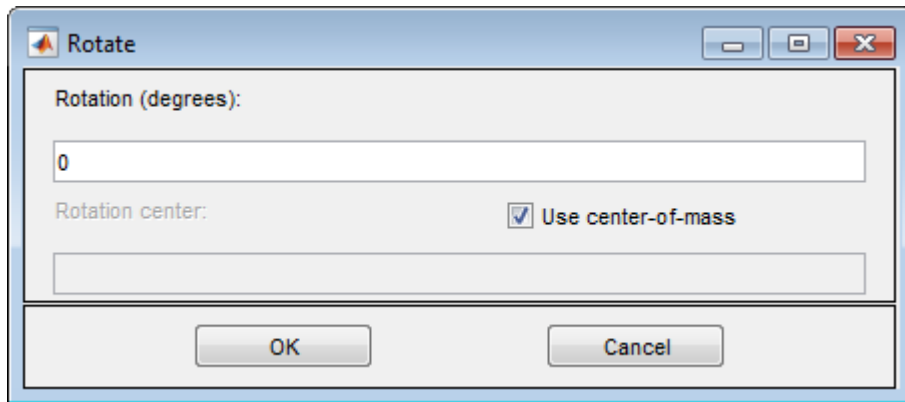 Rotate
Rotation (degrees):
0
Rotation center:
Use center-of-mass
OK
Cancel